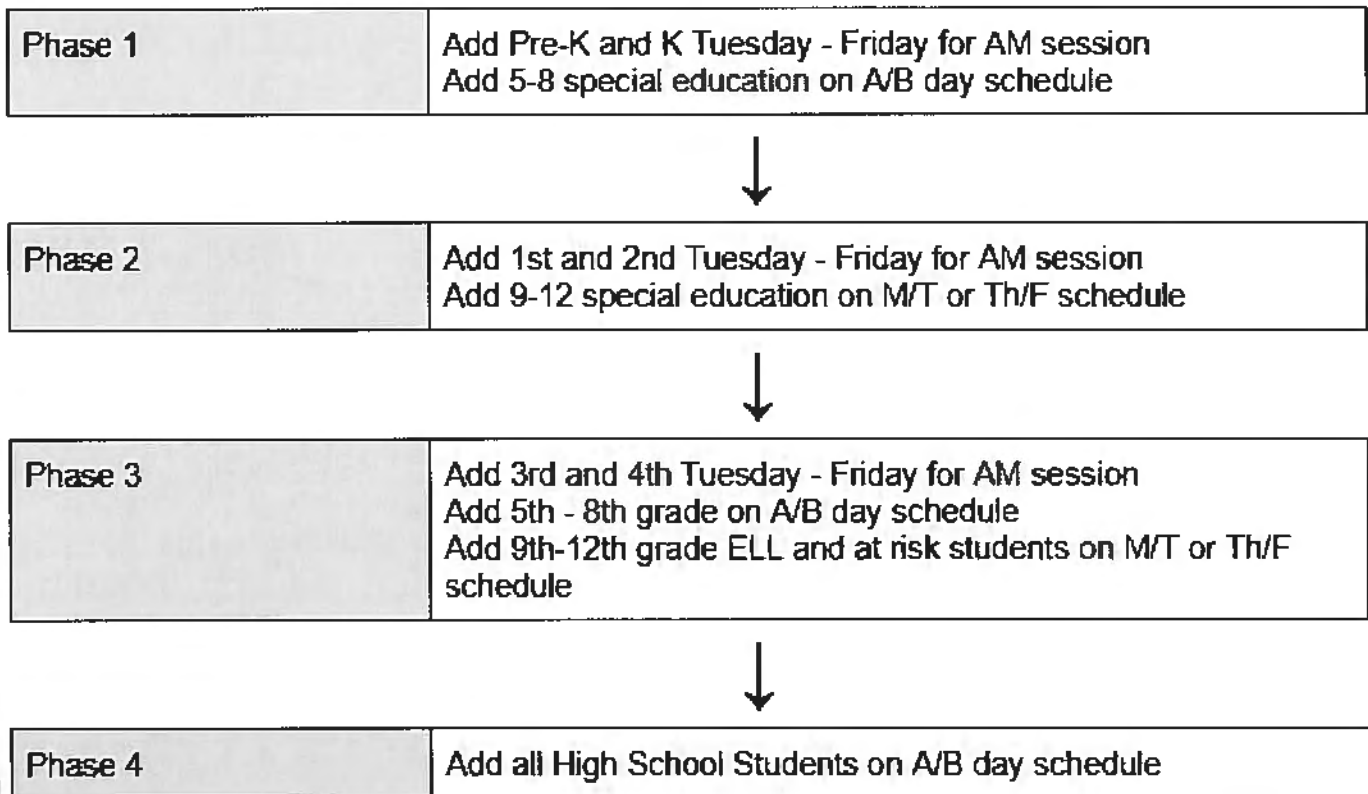 Phase 1
Add Pre-K and K Tuesday - Friday for AM session
Add 5-8 special education on A/B day schedule
Phase 2
Add 1st and 2nd Tuesday - Friday for AM session
Add 9-12 special education on M/T or Th/F schedule
Phase 3
Add 3rd and 4th Tuesday - Friday for AM session
Add 5th - 8th grade on A/B day schedule
Add 9th-12th grade ELL and at risk students on M/T or Th/F
schedule
Phase 4
Add all High School Students on A/B day schedule